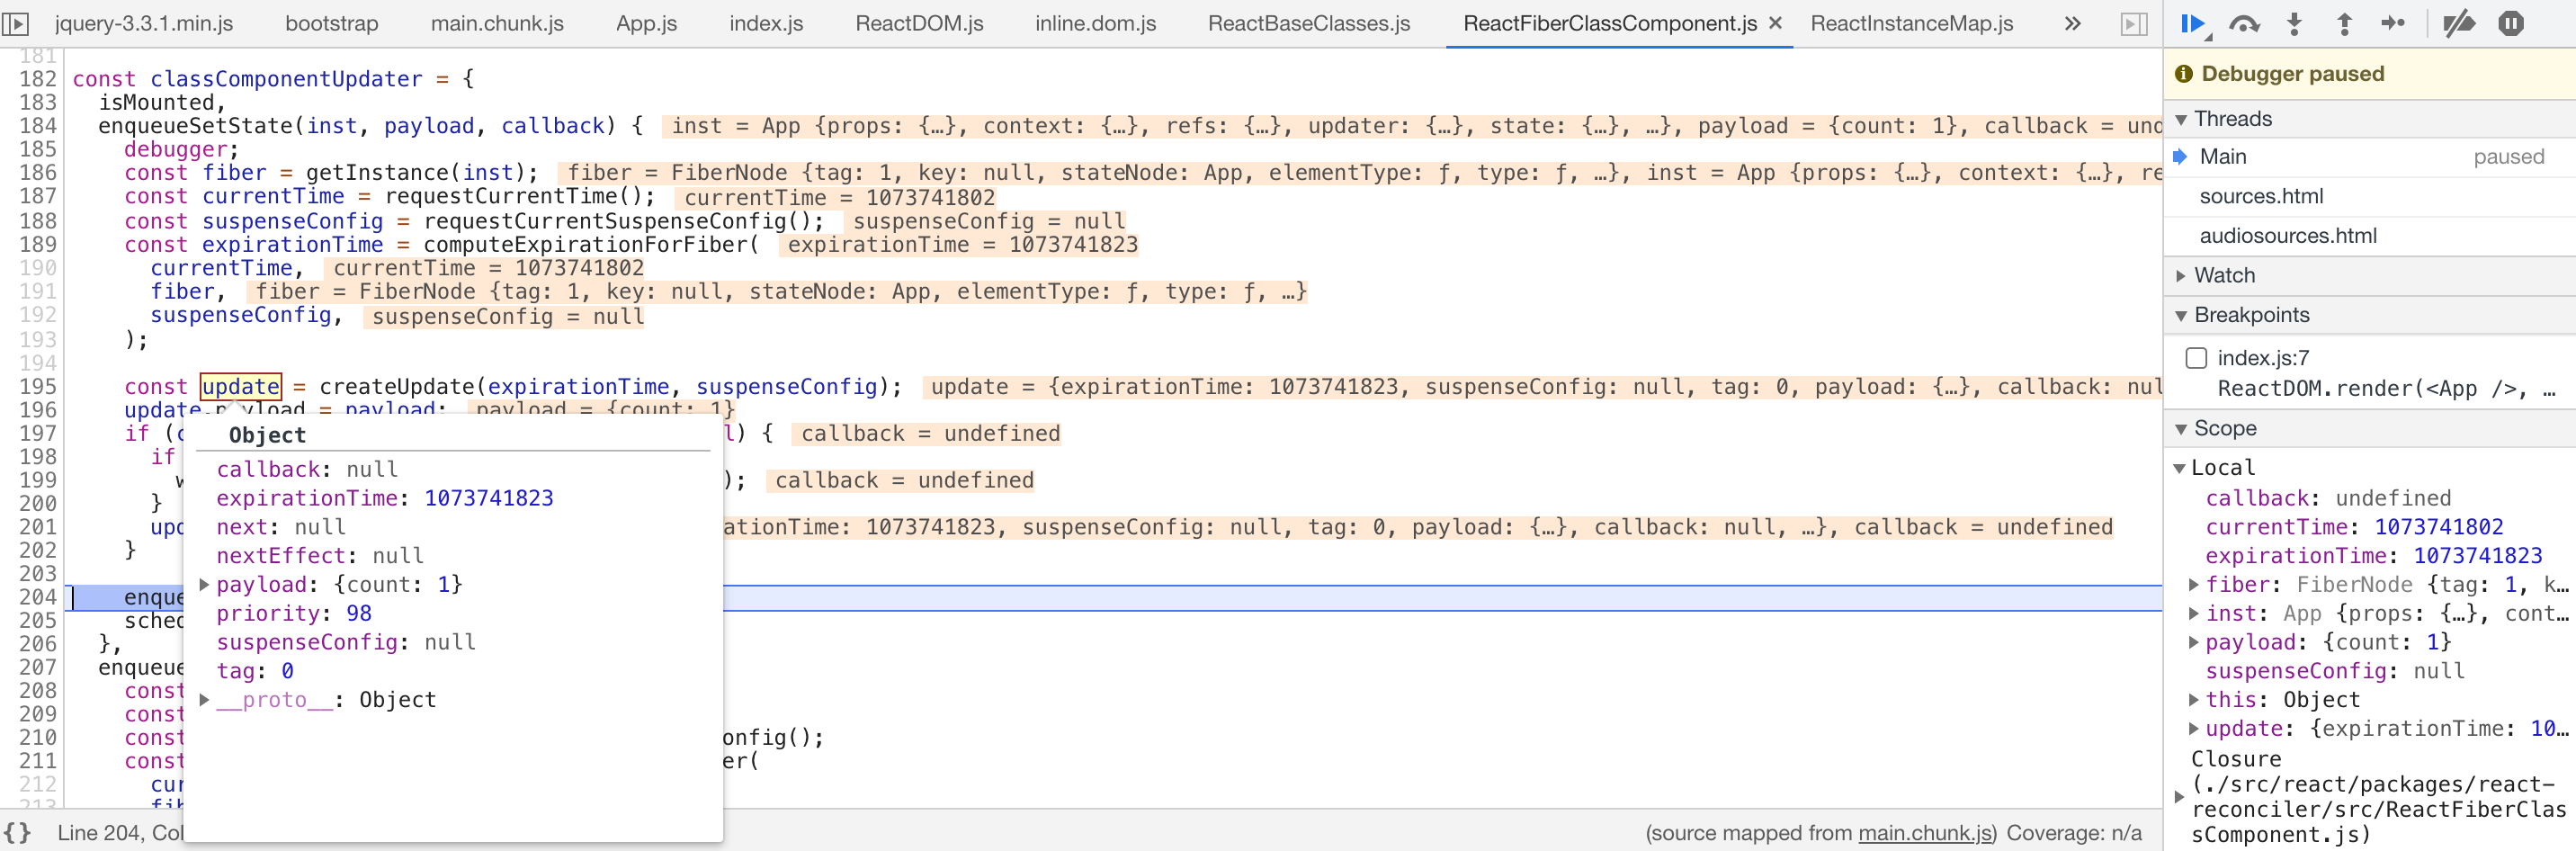 jquery-3.3.1.min.js bootstrap main.chunk.js App.js index.js ReactDOM.js inline.dom.js ReactBaseClasses.js ReactFiberClassComponent.js × ReactInstanceMap.js »
181
182 const classComponentUpdater = {
183 isMounted,
184 enqueueSetState(inst, payload, callback) { inst = App {props: {…}, context: {…}, refs: {…}, updater: {…}, state: {…}, …}, payload = {count: 1}, callback = und
185 debugger;
186 const fiber = getInstance(inst); fiber = FiberNode {tag: 1, key: null, stateNode: App, elementType: ƒ, type: ƒ, …}, inst = App {props: {…}, context: {…}, re
187 const currentTime = requestCurrentTime(); currentTime = 1073741802
188 const suspenseConfig = requestCurrentSuspenseConfig(); suspenseConfig = null
189 const expirationTime = computeExpirationForFiber( expirationTime = 1073741823
190 currentTime, currentTime = 1073741802
191 fiber, fiber = FiberNode {tag: 1, key: null, stateNode: App, elementType: ƒ, type: ƒ, …}
192 suspenseConfig, suspenseConfig = null
193 );
194
195 const update = createUpdate(expirationTime, suspenseConfig); update = {expirationTime: 1073741823, suspenseConfig: null, tag: 0, payload: {…}, callback: nul
196 update.payload = payload; payload = {count: 1}
197 if (c l) { callback = undefined
198 if
199 w ); callback = undefined
200 }
201 upd ationTime: 1073741823, suspenseConfig: null, tag: 0, payload: {…}, callback: null, …}, callback = undefined
202 }
203
204 enque
205 sched
206 },
207 enqueue
208 const
209 const
210 const onfig();
211 const er(
212 cur
213 fib
Object
callback: null
expirationTime: 1073741823
next: null
nextEffect: null
payload: {count: 1}
priority: 98
suspenseConfig: null
tag: 0
__proto__: Object
{} Line 204, Col (source mapped from main.chunk.js) Coverage: n/a
Debugger paused
Threads
Main paused
sources.html
audiosources.html
Watch
Breakpoints
index.js:7
ReactDOM.render(<App />, …
Scope
Local
callback: undefined
currentTime: 1073741802
expirationTime: 1073741823
fiber: FiberNode {tag: 1, k…
inst: App {props: {…}, cont…
payload: {count: 1}
suspenseConfig: null
this: Object
update: {expirationTime: 10…
Closure
(./src/react/packages/react-
reconciler/src/ReactFiberClas
sComponent.js)